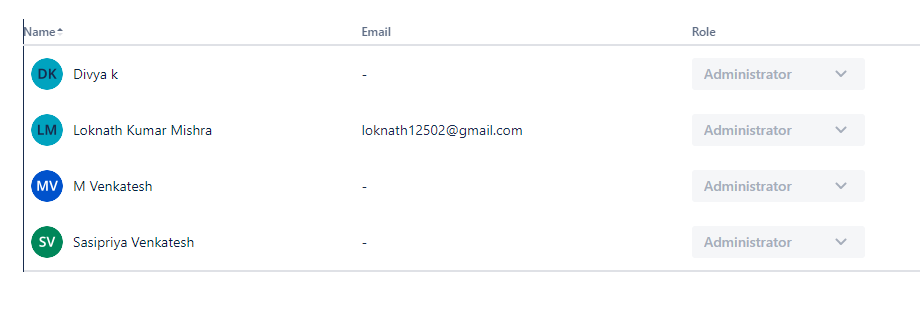 Name Email Role
DK Divya k - Administrator
LM Loknath Kumar Mishra loknath12502@gmail.com Administrator
MV M Venkatesh - Administrator
SV Sasipriya Venkatesh - Administrator